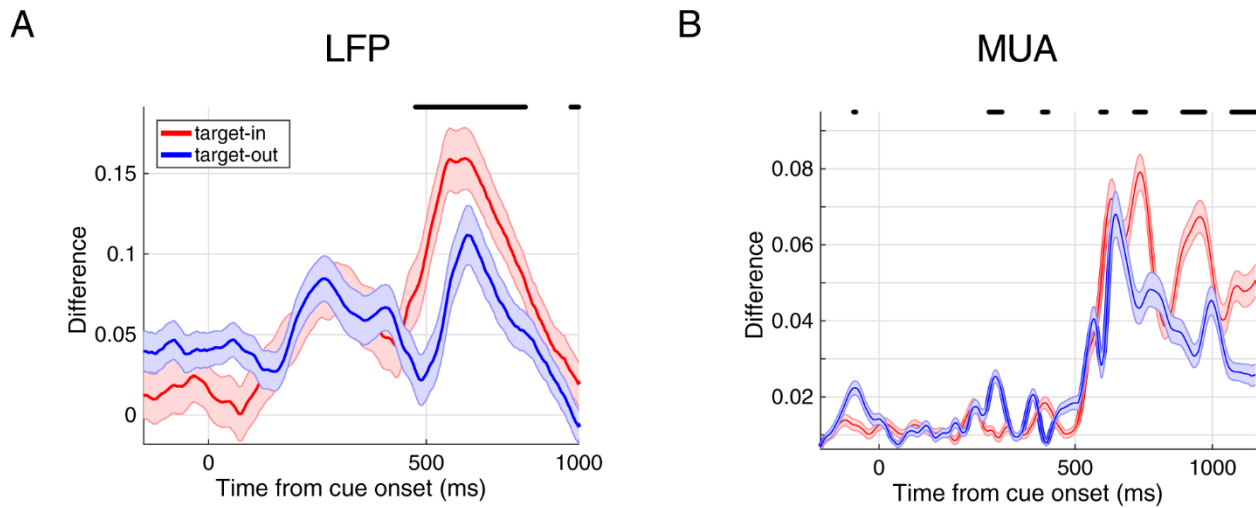 A
LFP
target-in
target-out
0.15
0.1
0.05
0
Difference
0 500 1000
Time from cue onset (ms)
B
MUA
0.08
0.06
0.04
0.02
Difference
0 500 1000
Time from cue onset (ms)